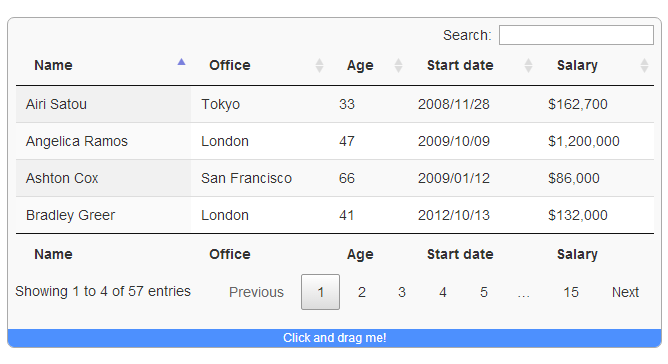 Search:
Name Office Age Start date Salary
Airi Satou Tokyo 33 2008/11/28 $162,700
Angelica Ramos London 47 2009/10/09 $1,200,000
Ashton Cox San Francisco 66 2009/01/12 $86,000
Bradley Greer London 41 2012/10/13 $132,000
Name Office Age Start date Salary
Showing 1 to 4 of 57 entries Previous 1 2 3 4 5 … 15 Next
Click and drag me!